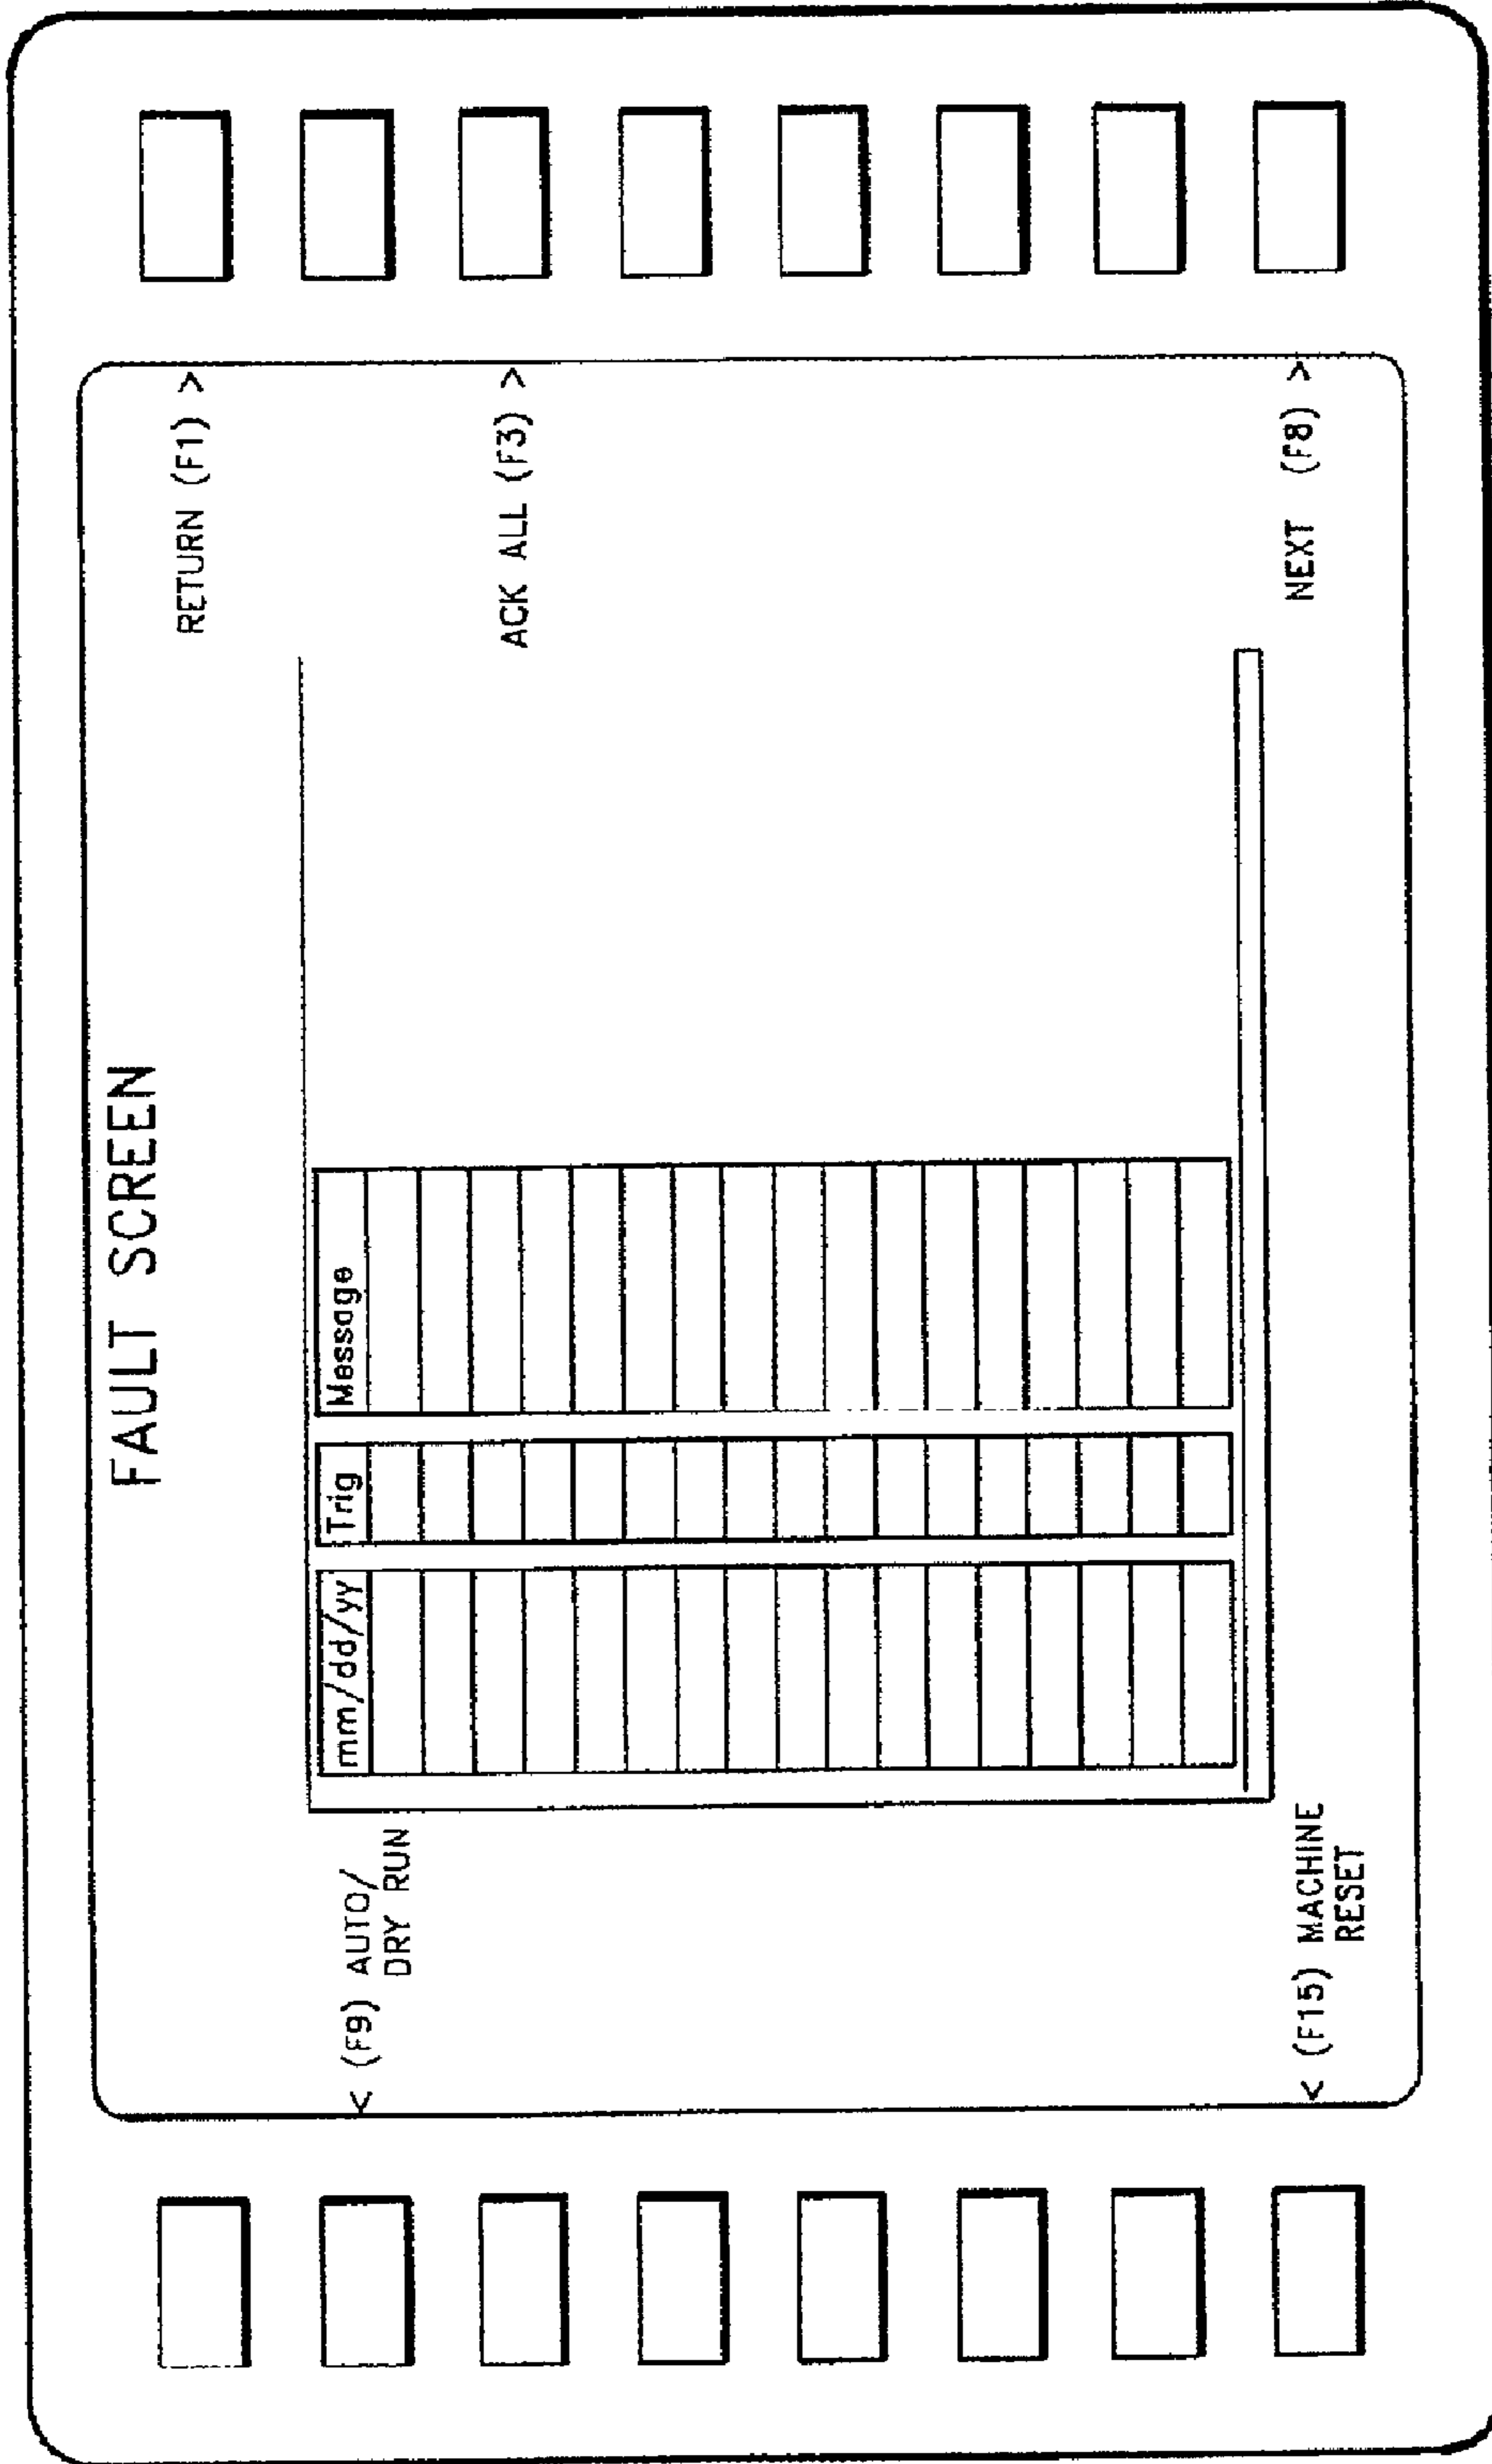 FAULT SCREEN
RETURN (F1) >
< (F9) AUTO/
DRY RUN
mm/dd/yy Trig Message
ACK ALL (F3) >
< (F15) MACHINE
RESET
NEXT (F8) >